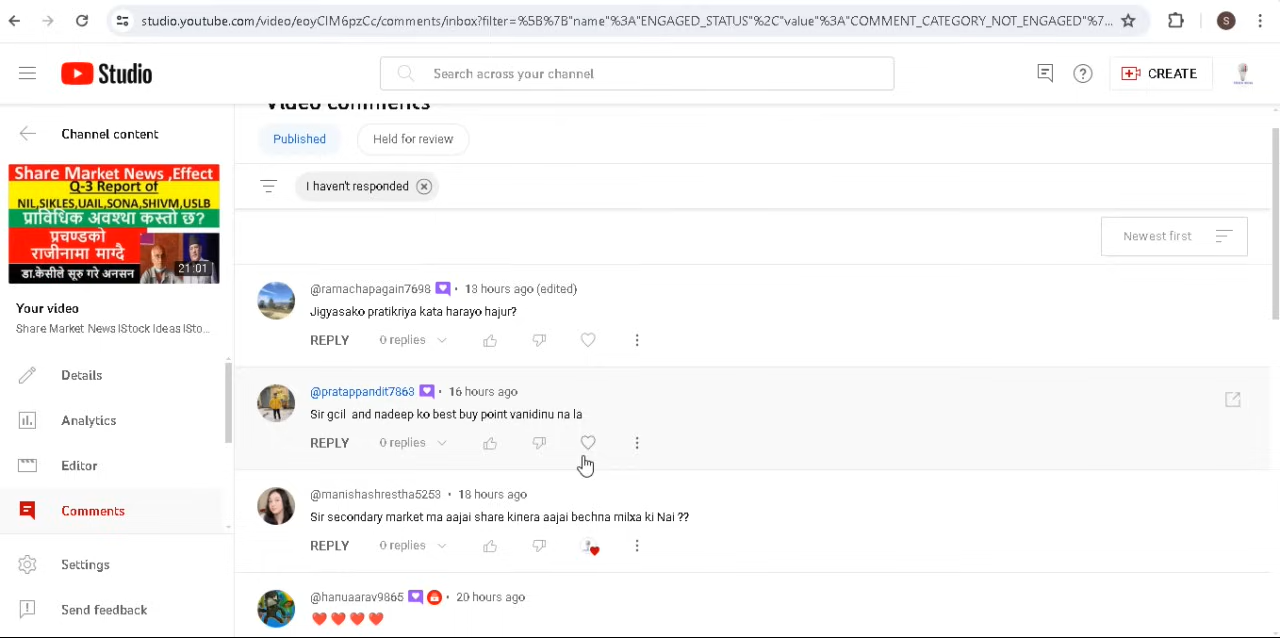 studio.youtube.com/video/eoyCIM6pzCc/comments/inbox?filter=%5B%7B"name"%3A"ENGAGED_STATUS"%2C"value"%3A"COMMENT_CATEGORY_NOT_ENGAGED"%7...
S
Studio
Search across your channel
CREATE
Channel content
Share Market News ,Effect
Q-3 Report of
NIL,SIKLES,UAIL,SONA,SHIVM,USLB
प्राविधिक अवश्था कस्तो छ?
प्रचण्डको
राजीनामा माग्दै
डा.केसीले सुरु गरे अनसन
21:01
Your video
Share Market News lStock Ideas lSto...
Details
Analytics
Editor
Comments
Settings
Send feedback
Video comments
Published
Held for review
I haven't responded
Newest first
@ramachapagain7698 • 13 hours ago (edited)
Jigyasako pratikriya kata harayo hajur?
REPLY 0 replies
@pratappandit7863 • 16 hours ago
Sir gcil and nadeep ko best buy point vanidinu na la
REPLY 0 replies
@manishashrestha5253 • 18 hours ago
Sir secondary market ma aajai share kinera aajai bechna milxa ki Nai ??
REPLY 0 replies
@hanuaarav9865 • 20 hours ago
❤️❤️❤️❤️